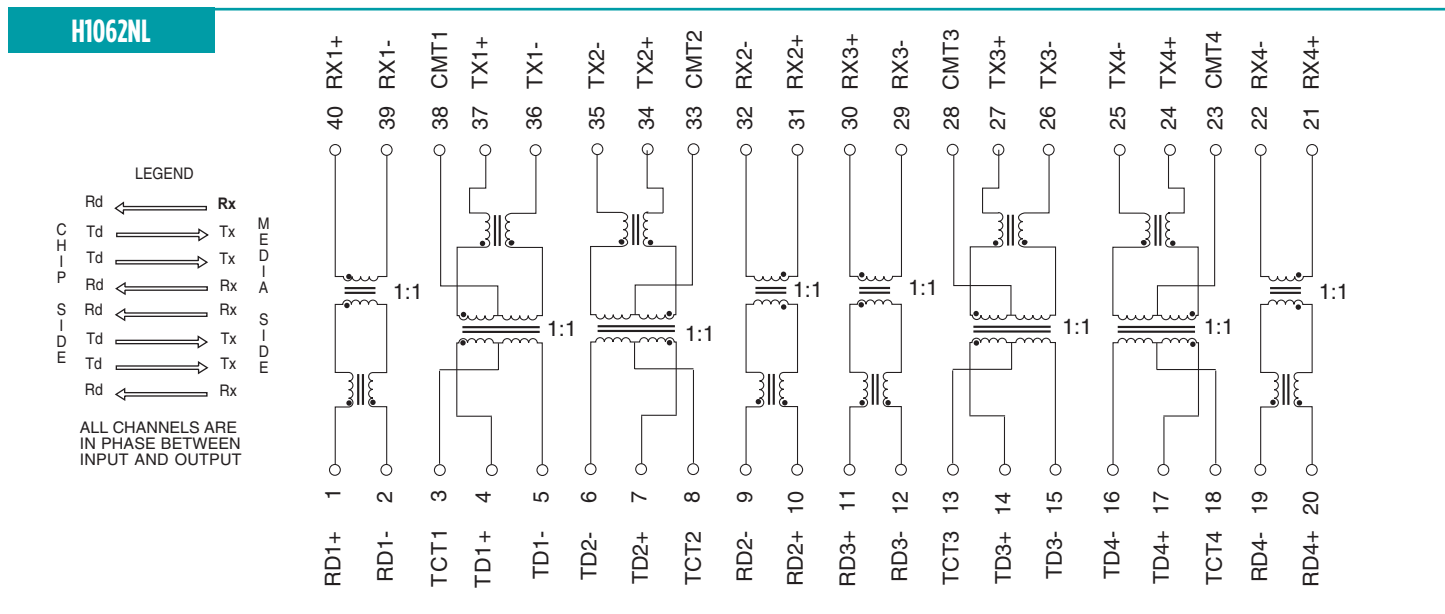 H1062NL
RX1+ RX1- CMT1 TX1+ TX1- TX2- TX2+ CMT2 RX2- RX2+ RX3+ RX3- CMT3 TX3+ TX3- TX4- TX4+ CMT4 RX4- RX4+
40 39 38 37 36 35 34 33 32 31 30 29 28 27 26 25 24 23 22 21
LEGEND
Rd Rx
Td Tx
Td Tx
Rd Rx
Rd Rx
Td Tx
Td Tx
Rd Rx
CHIP SIDE
MEDIA SIDE
ALL CHANNELS ARE
IN PHASE BETWEEN
INPUT AND OUTPUT
1:1 1:1 1:1 1:1 1:1 1:1 1:1 1:1
1 2 3 4 5 6 7 8 9 10 11 12 13 14 15 16 17 18 19 20
RD1+ RD1- TCT1 TD1+ TD1- TD2- TD2+ TCT2 RD2- RD2+ RD3+ RD3- TCT3 TD3+ TD3- TD4- TD4+ TCT4 RD4- RD4+